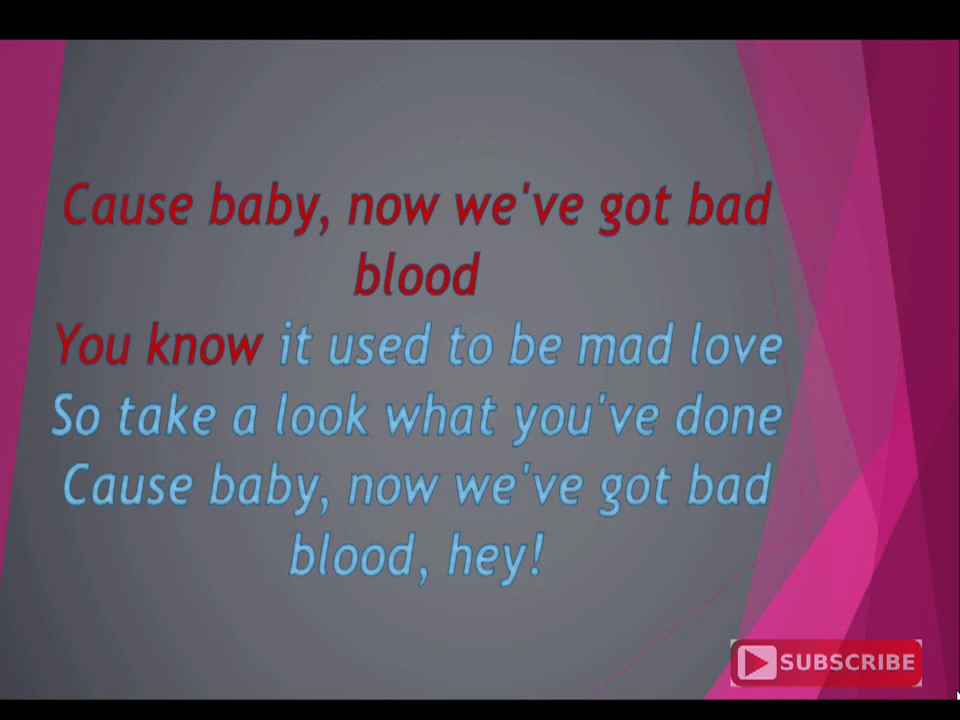 Cause baby, now we've got bad
blood
You know it used to be mad love
So take a look what you've done
Cause baby, now we've got bad
blood, hey!
SUBSCRIBE